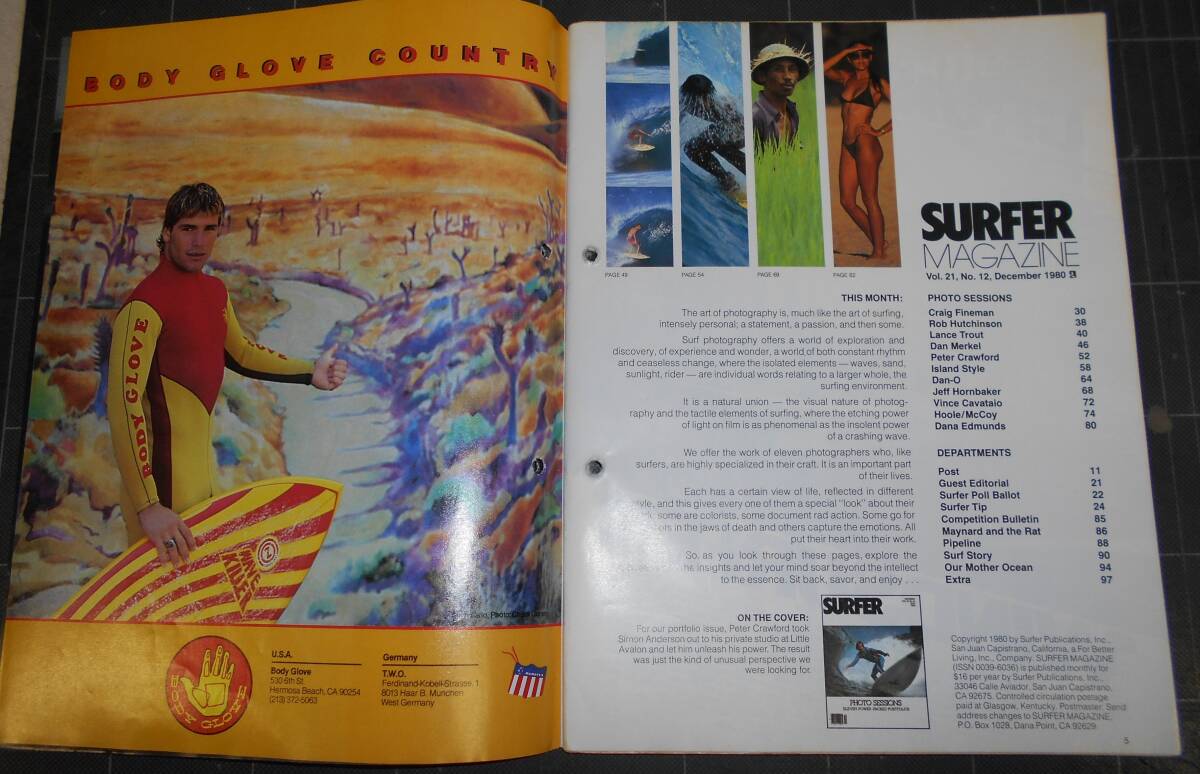 BODY GLOVE COUNTRY
BODY GLOVE
GLOVE
WAVE
KILLER
Photo:
BODY GLOVE
U.S.A.
Body Glove
530 6th St.
Hermosa Beach, CA 90254
(213) 372-5063
Germany
T.W.O.
Ferdinand-Kobell-Strasse, 1
8013 Haar B. Munchen
West Germany
PAGE 49
PAGE 54
PAGE 69
PAGE 82
SURFER
MAGAZINE
Vol. 21, No. 12, December 1980
THIS MONTH:
The art of photography is, much like the art of surfing,
intensely personal; a statement, a passion, and then some.
Surf photography offers a world of exploration and
discovery, of experience and wonder, a world of both constant rhythm
and ceaseless change, where the isolated elements — waves, sand,
sunlight, rider — are individual words relating to a larger whole, the
surfing environment.
It is a natural union — the visual nature of photog-
raphy and the tactile elements of surfing, where the etching power
of light on film is as phenomenal as the insolent power
of a crashing wave.
We offer the work of eleven photographers who, like
surfers, are highly specialized in their craft. It is an important part
of their lives.
Each has a certain view of life, reflected in different
style, and this gives every one of them a special "look" about their
some are colorists, some document rad action. Some go for
in the jaws of death and others capture the emotions. All
put their heart into their work.
So, as you look through these pages, explore the
the insights and let your mind soar beyond the intellect
to the essence. Sit back, savor, and enjoy . . .
ON THE COVER:
For our portfolio issue, Peter Crawford took
Simon Anderson out to his private studio at Little
Avalon and let him unleash his power. The result
was just the kind of unusual perspective we
were looking for.
SURFER
PHOTO SESSIONS
ELEVEN POWER-PACKED PORTFOLIOS
PHOTO SESSIONS
Craig Fineman 30
Rob Hutchinson 38
Lance Trout 40
Dan Merkel 46
Peter Crawford 52
Island Style 58
Dan-O 64
Jeff Hornbaker 68
Vince Cavataio 72
Hoole/McCoy 74
Dana Edmunds 80
DEPARTMENTS
Post 11
Guest Editorial 21
Surfer Poll Ballot 22
Surfer Tip 24
Competition Bulletin 85
Maynard and the Rat 86
Pipeline 88
Surf Story 90
Our Mother Ocean 94
Extra 97
Copyright 1980 by Surfer Publications, Inc.,
San Juan Capistrano, California, a For Better
Living, Inc., Company. SURFER MAGAZINE
(ISSN 0039-6036) is published monthly for
$16 per year by Surfer Publications, Inc.,
33046 Calle Aviador, San Juan Capistrano,
CA 92675. Controlled circulation postage
paid at Glasgow, Kentucky. Postmaster: Send
address changes to SURFER MAGAZINE,
P.O. Box 1028, Dana Point, CA 92629.
5